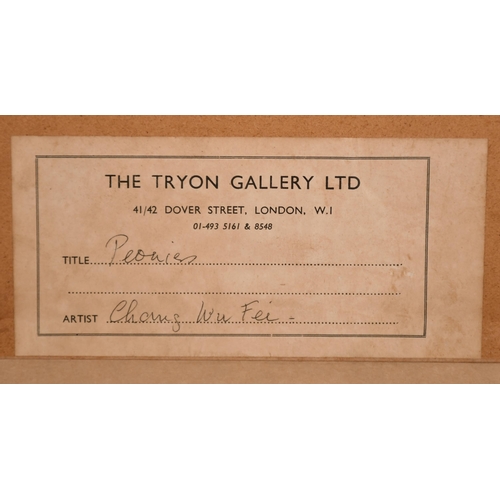 THE TRYON GALLERY LTD
41/42 DOVER STREET, LONDON, W.1
01-493 5161 & 8548
TITLE Peonies
ARTIST Chang Wu Fei -